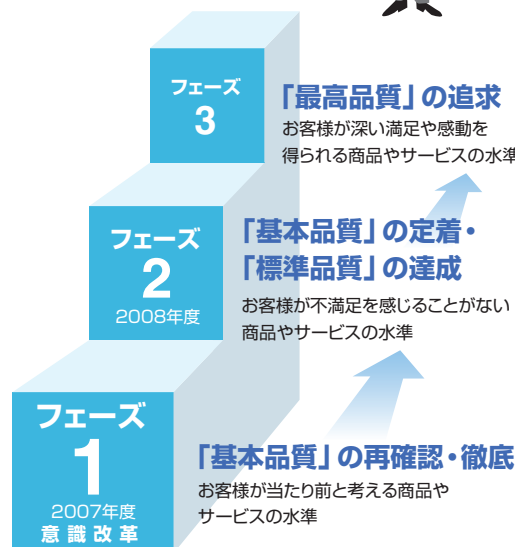 フェーズ
3
「最高品質」の追求
お客様が深い満足や感動を
得られる商品やサービスの水準
フェーズ
2
2008年度
「基本品質」の定着・
「標準品質」の達成
お客様が不満足を感じることがない
商品やサービスの水準
フェーズ
1
2007年度
意識改革
「基本品質」の再確認・徹底
お客様が当たり前と考える商品や
サービスの水準